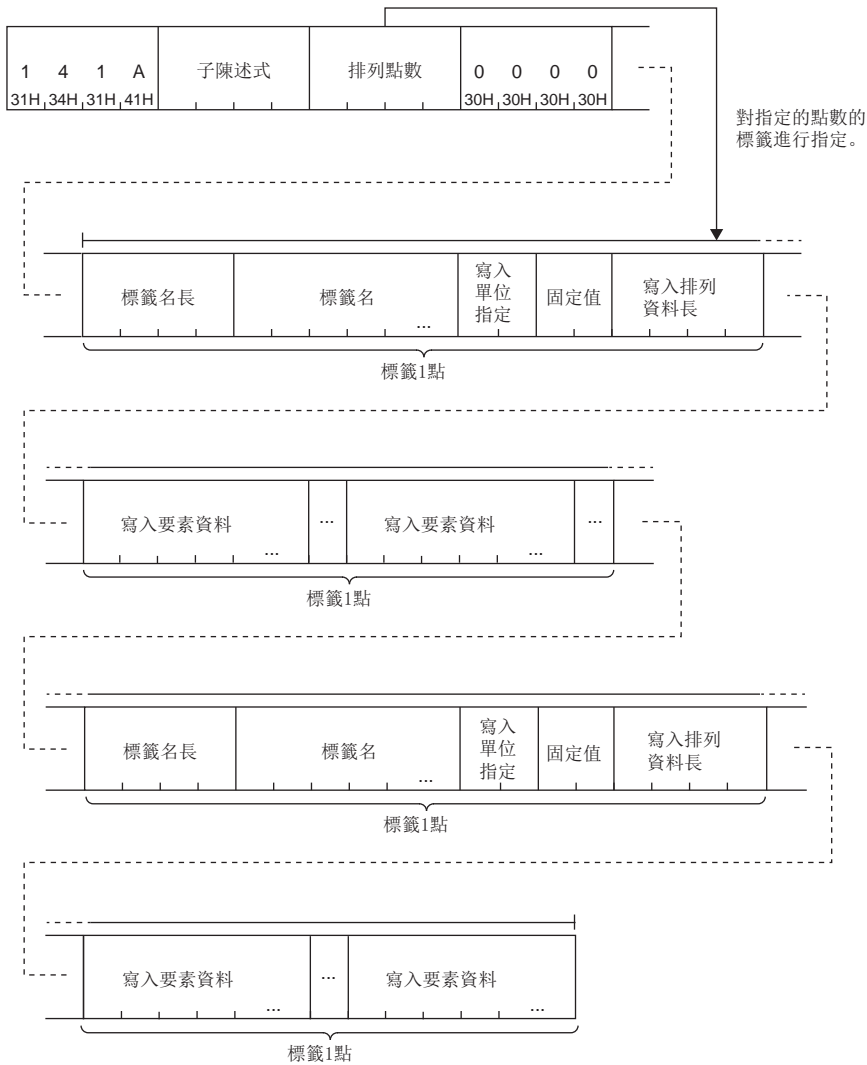 1 4 1 A
31H 34H 31H 41H
子陳述式
排列點數
0 0 0 0
30H 30H 30H 30H
對指定的點數的
標籤進行指定。
標籤名長
標籤名
...
寫入
單位
指定
固定值
寫入排列
資料長
標籤1點
寫入要素資料
...
...
寫入要素資料
...
...
標籤1點
標籤名長
標籤名
...
寫入
單位
指定
固定值
寫入排列
資料長
標籤1點
寫入要素資料
...
...
寫入要素資料
...
標籤1點